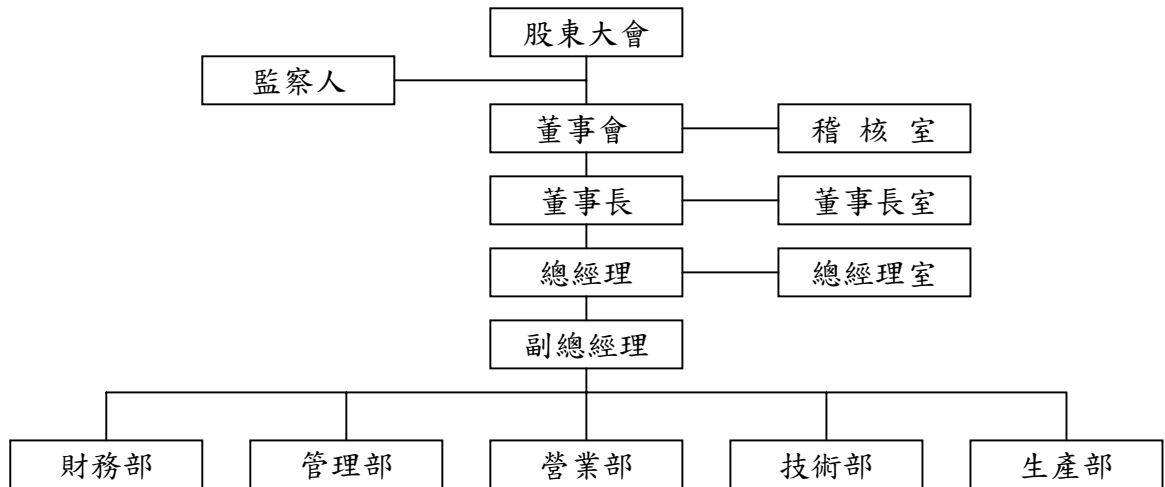 股東大會
監察人
董事會
稽 核 室
董事長
董事長室
總經理
總經理室
副總經理
財務部
管理部
營業部
技術部
生產部